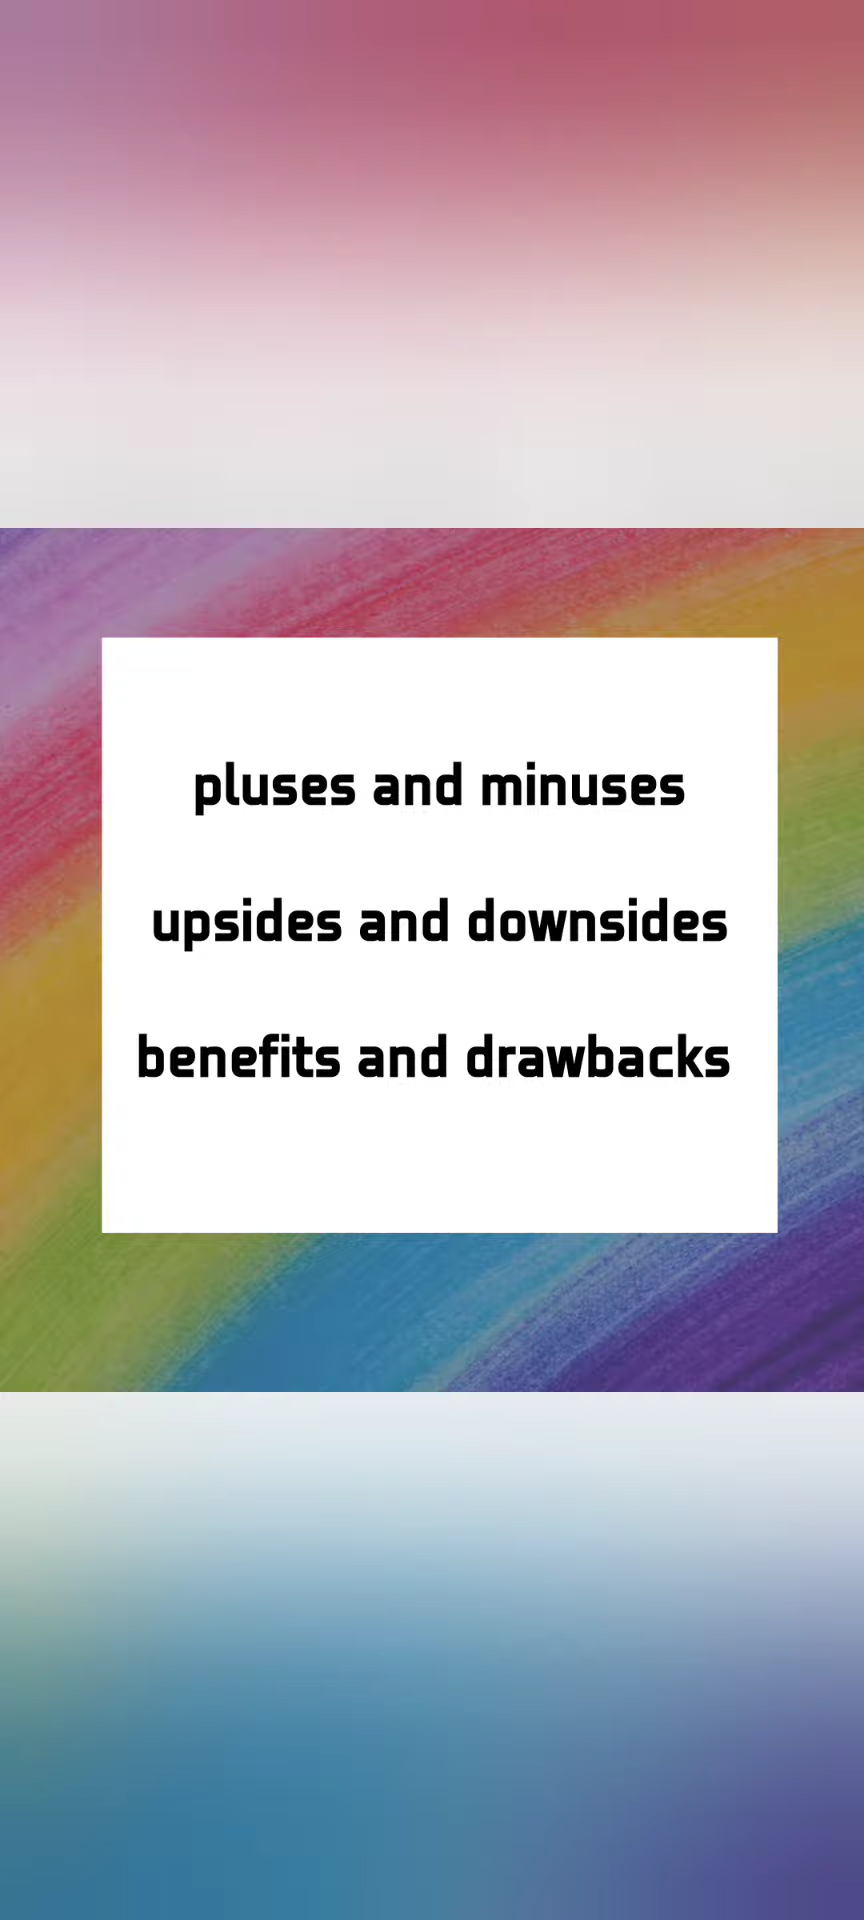 pluses and minuses
upsides and downsides
benefits and drawbacks